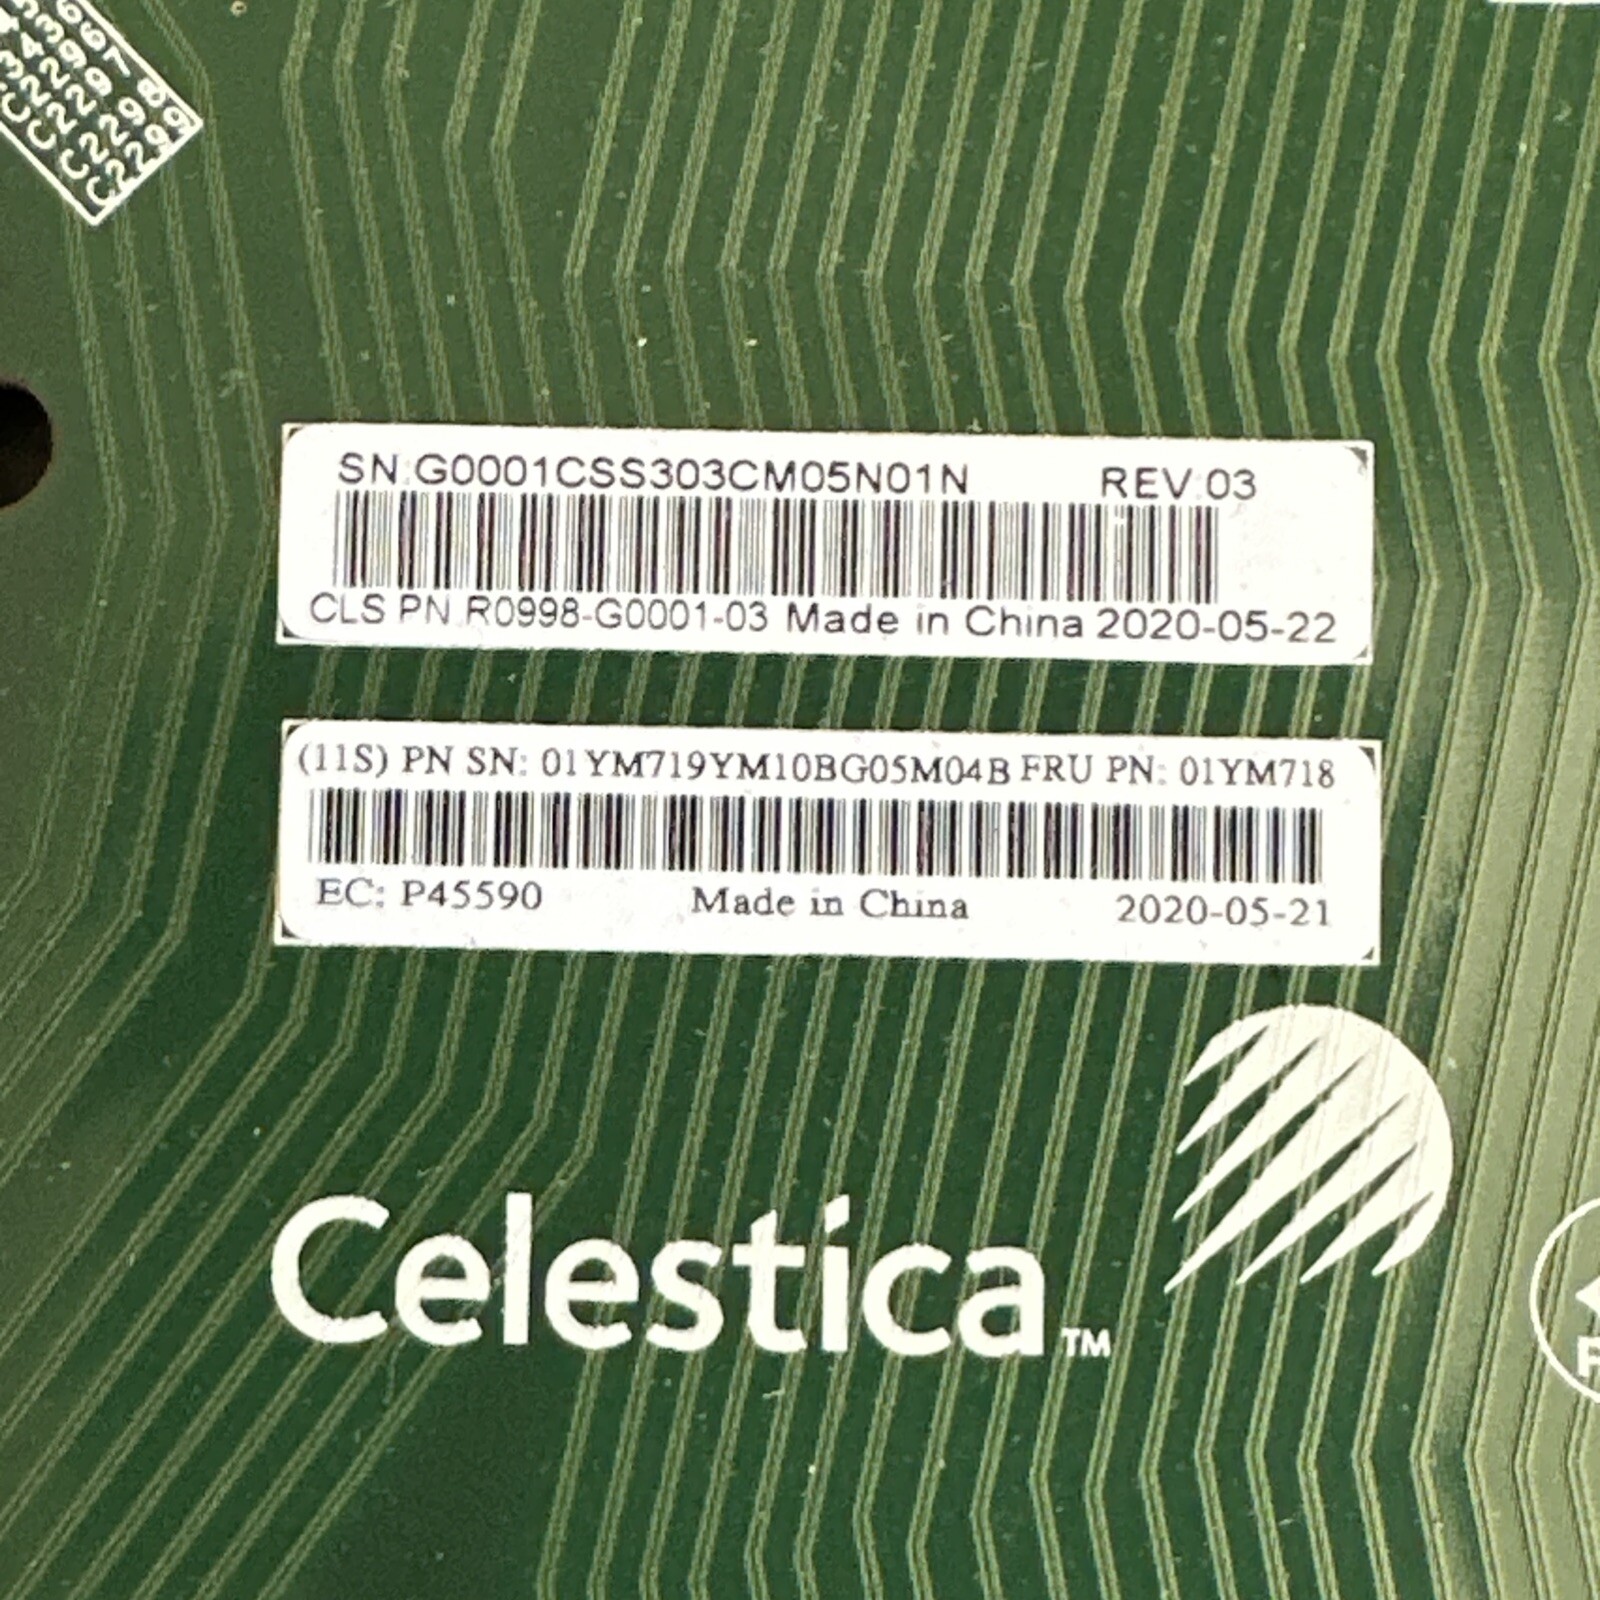 SN:G0001CSS303CM05N01N REV:03
CLS PN R0998-G0001-03 Made in China 2020-05-22
(11S) PN SN: 01YM719YM10BG05M04B FRU PN: 01YM718
EC: P45590 Made in China 2020-05-21
Celestica TM